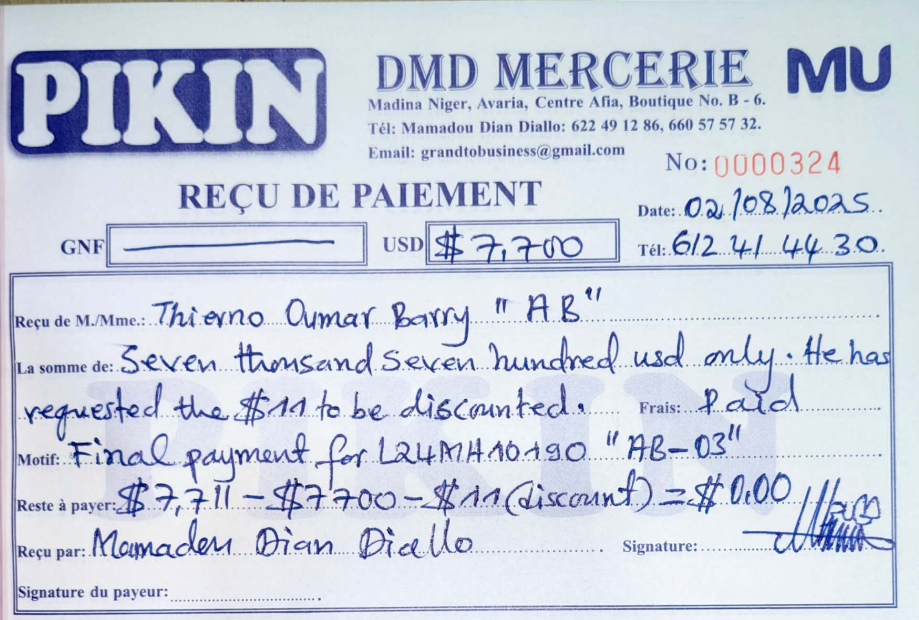 PIKIN
DMD MERCERIE
MU
Madina Niger, Avaria, Centre Afia, Boutique No. B - 6.
Tél: Mamadou Dian Diallo: 622 49 12 86, 660 57 57 32.
Email: grandtobusiness@gmail.com
No: 0000324
REÇU DE PAIEMENT
Date: 02/08/2025
GNF USD $7,700 Tél: 612 41 44 30
Reçu de M./Mme.: Thierno Oumar Barry "AB"
La somme de: Seven thousand seven hundred usd only. He has
requested the $11 to be discounted. Frais: Paid
Motif: Final payment for L24MH10190 "AB-03"
Reste à payer: $7,711 - $7700 - $11 (discount) = $0.00
Reçu par: Mamadou Dian Diallo Signature:
Signature du payeur:
PIKIN